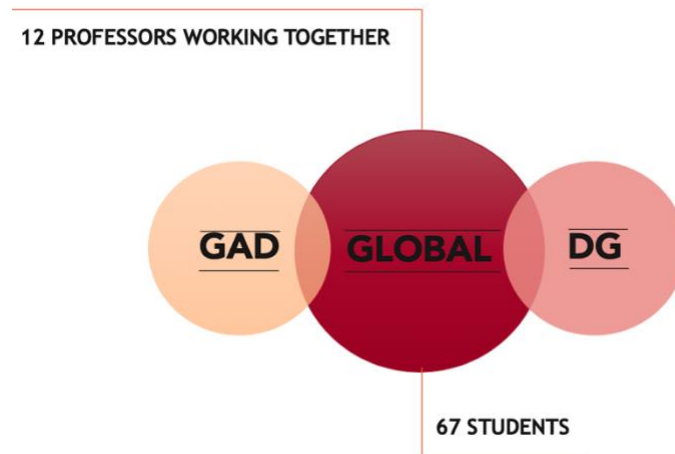 12 PROFESSORS WORKING TOGETHER
GAD
GLOBAL
DG
67 STUDENTS